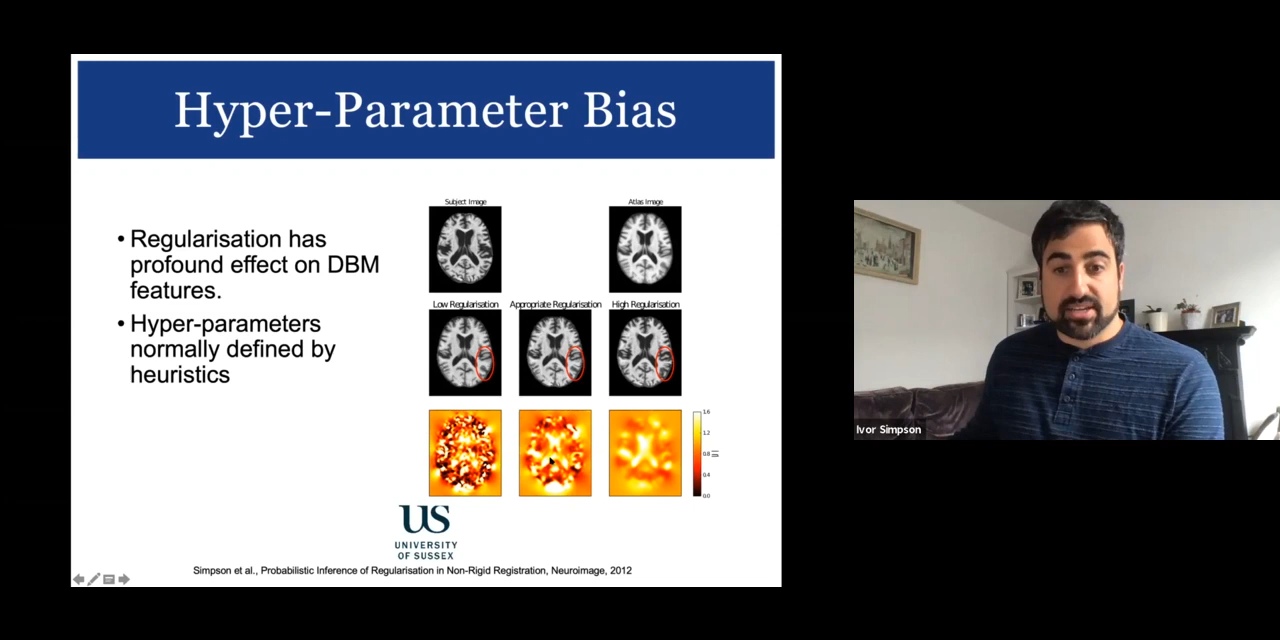 Hyper-Parameter Bias
• Regularisation has
profound effect on DBM
features.
• Hyper-parameters
normally defined by
heuristics
Subject Image
Atlas Image
Low Regularisation
Appropriate Regularisation
High Regularisation
1.6
1.2
0.8
0.4
0.0
|J|
US
UNIVERSITY
OF SUSSEX
Simpson et al., Probabilistic Inference of Regularisation in Non-Rigid Registration, Neuroimage, 2012
Ivor Simpson